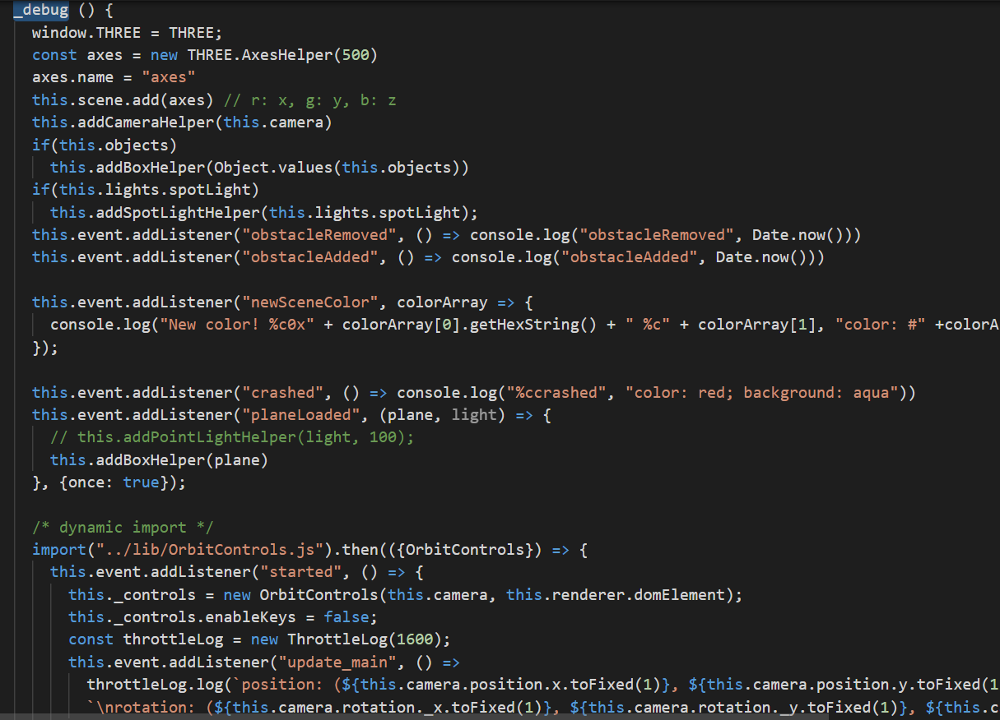 _debug () {
window.THREE = THREE;
const axes = new THREE.AxesHelper(500)
axes.name = "axes"
this.scene.add(axes) // r: x, g: y, b: z
this.addCameraHelper(this.camera)
if(this.objects)
this.addBoxHelper(Object.values(this.objects))
if(this.lights.spotLight)
this.addSpotLightHelper(this.lights.spotLight);
this.event.addListener("obstacleRemoved", () => console.log("obstacleRemoved", Date.now()))
this.event.addListener("obstacleAdded", () => console.log("obstacleAdded", Date.now()))
this.event.addListener("newSceneColor", colorArray => {
console.log("New color! %c0x" + colorArray[0].getHexString() + " %c" + colorArray[1], "color: #" +colorA
});
this.event.addListener("crashed", () => console.log("%ccrashed", "color: red; background: aqua"))
this.event.addListener("planeLoaded", (plane, light) => {
// this.addPointLightHelper(light, 100);
this.addBoxHelper(plane)
}, {once: true});
/* dynamic import */
import("../lib/OrbitControls.js").then(({OrbitControls}) => {
this.event.addListener("started", () => {
this._controls = new OrbitControls(this.camera, this.renderer.domElement);
this._controls.enableKeys = false;
const throttleLog = new ThrottleLog(1600);
this.event.addListener("update_main", () =>
throttleLog.log(`position: (${this.camera.position.x.toFixed(1)}, ${this.camera.position.y.toFixed(1
`\nrotation: (${this.camera.rotation._x.toFixed(1)}, ${this.camera.rotation._y.toFixed(1)}, ${this.c